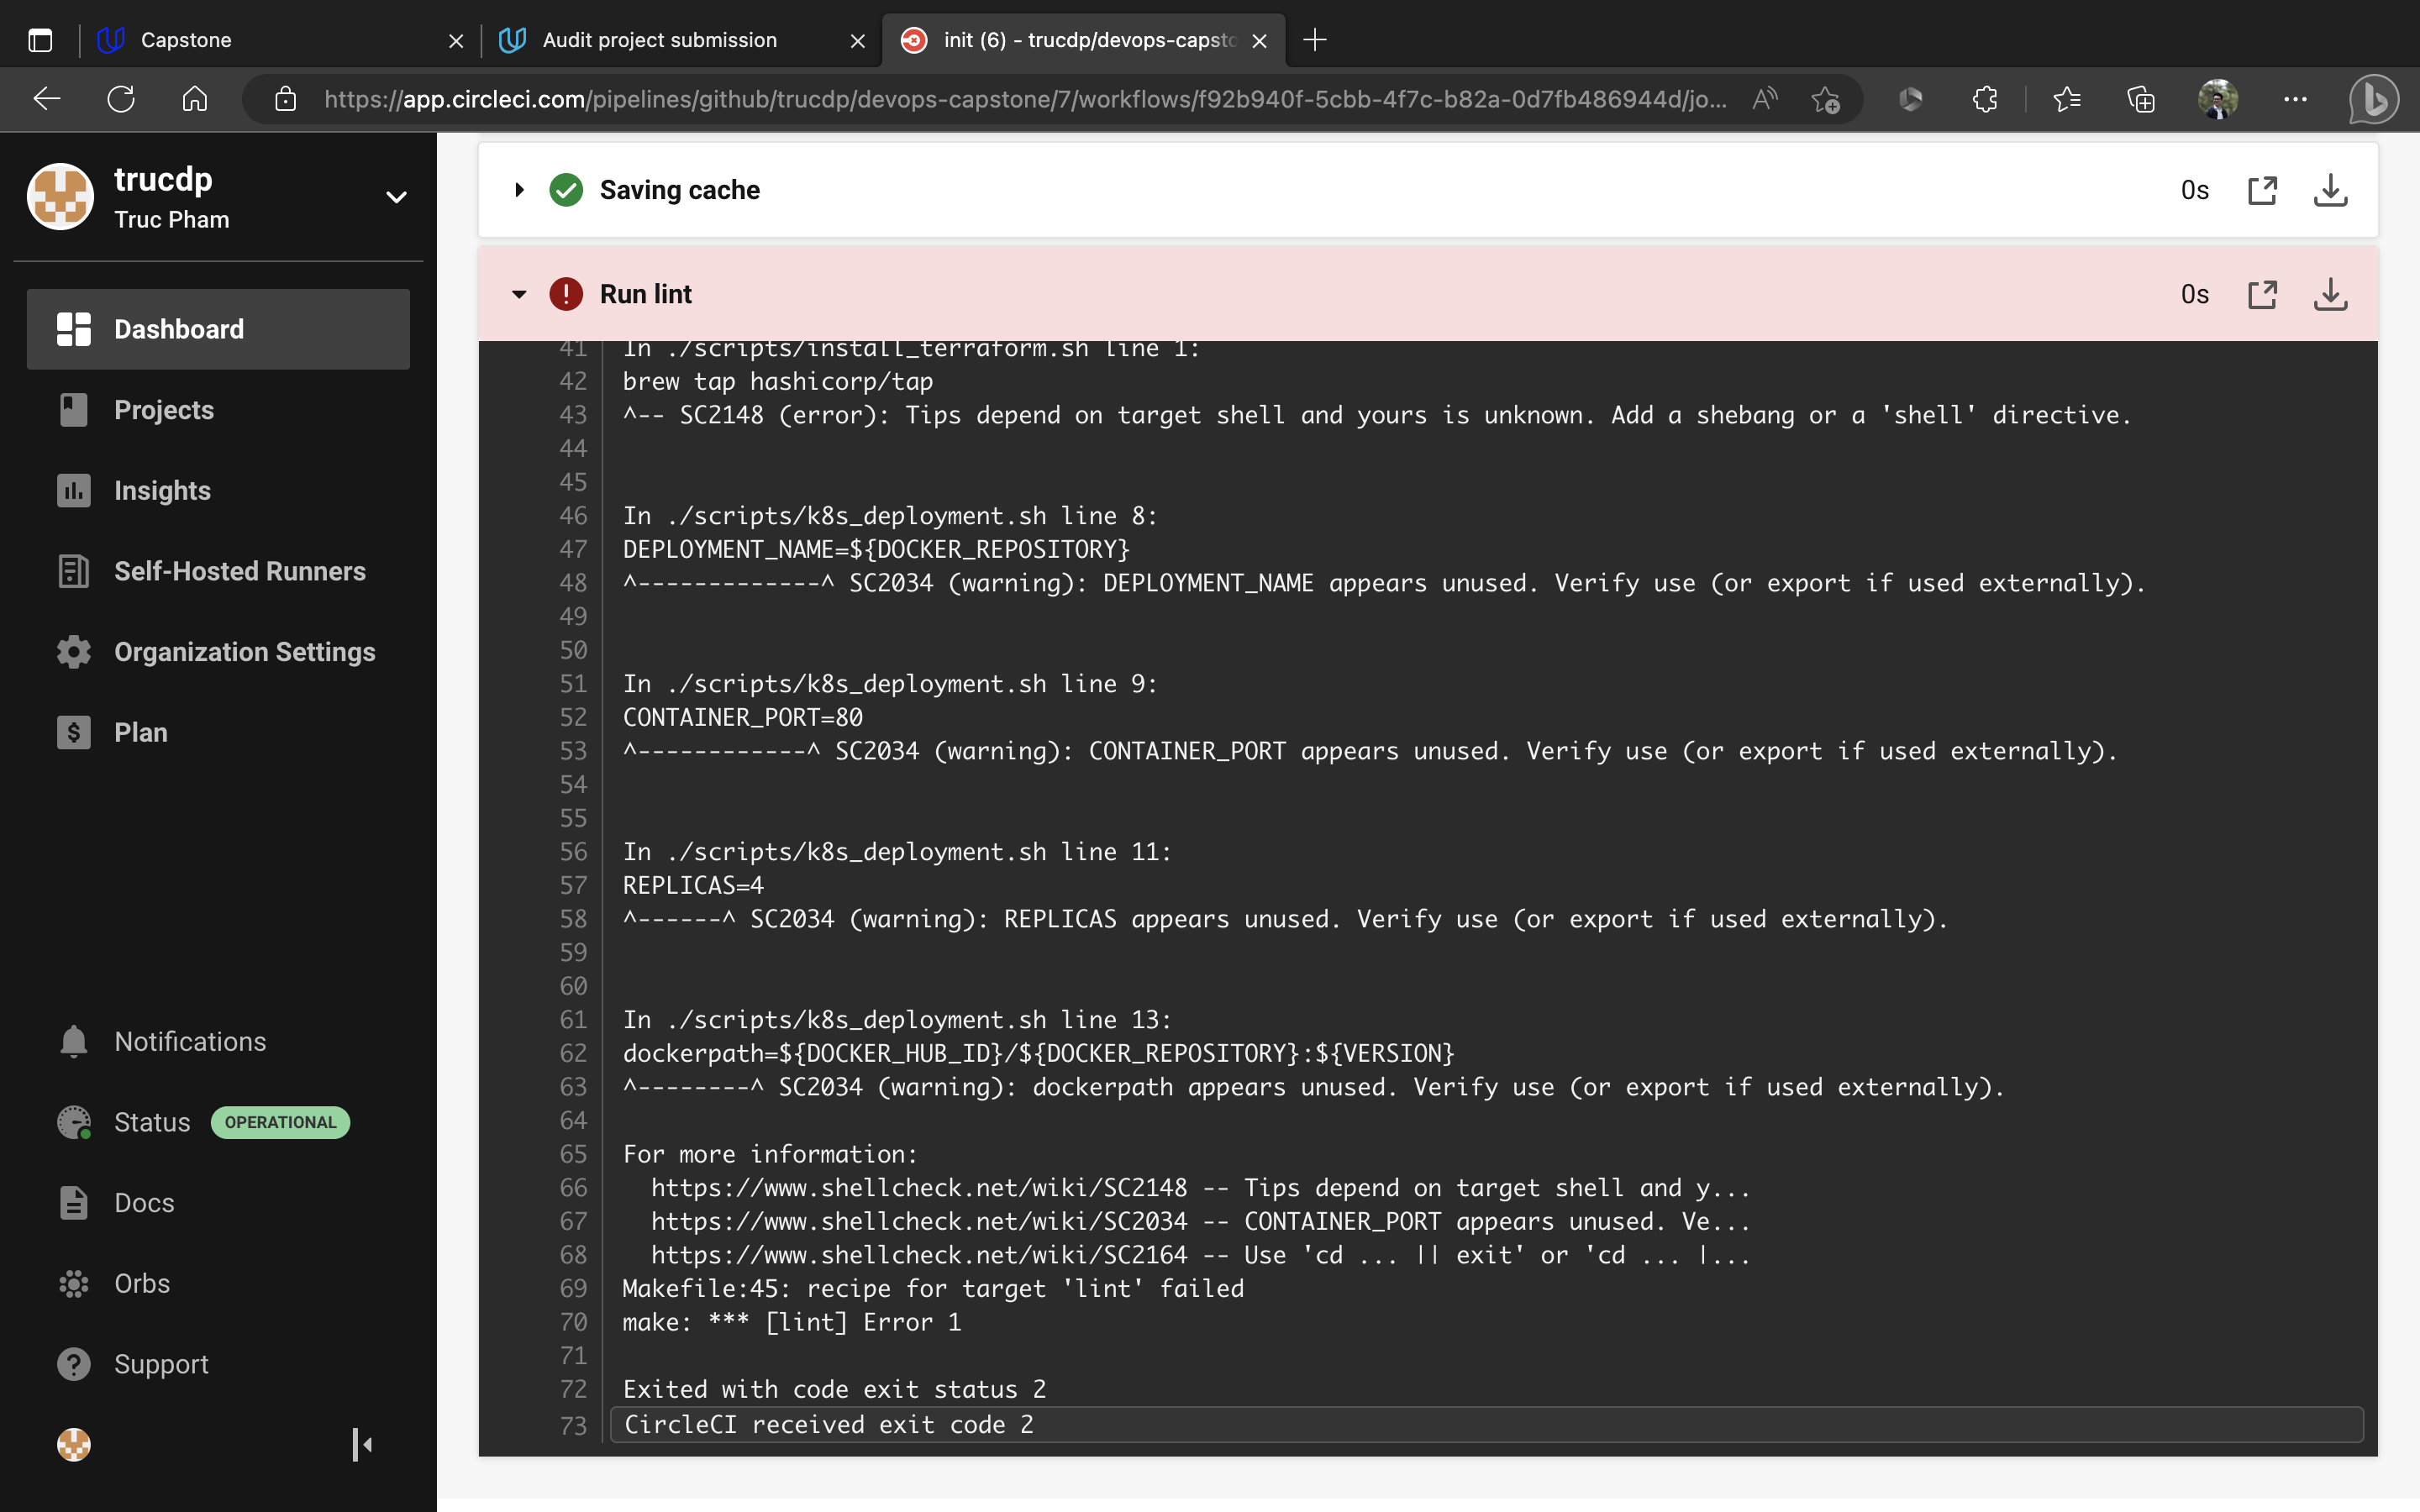 Capstone
Audit project submission
init (6) - trucdp/devops-capsto
https://app.circleci.com/pipelines/github/trucdp/devops-capstone/7/workflows/f92b940f-5cbb-4f7c-b82a-0d7fb486944d/jo...
trucdp
Truc Pham
Dashboard
Projects
Insights
Self-Hosted Runners
Organization Settings
Plan
Notifications
Status OPERATIONAL
Docs
Orbs
Support
Saving cache 0s
Run lint 0s
41 In ./scripts/install_terraform.sh line 1:
42 brew tap hashicorp/tap
43 ^-- SC2148 (error): Tips depend on target shell and yours is unknown. Add a shebang or a 'shell' directive.
44
45
46 In ./scripts/k8s_deployment.sh line 8:
47 DEPLOYMENT_NAME=${DOCKER_REPOSITORY}
48 ^-------------^ SC2034 (warning): DEPLOYMENT_NAME appears unused. Verify use (or export if used externally).
49
50
51 In ./scripts/k8s_deployment.sh line 9:
52 CONTAINER_PORT=80
53 ^------------^ SC2034 (warning): CONTAINER_PORT appears unused. Verify use (or export if used externally).
54
55
56 In ./scripts/k8s_deployment.sh line 11:
57 REPLICAS=4
58 ^------^ SC2034 (warning): REPLICAS appears unused. Verify use (or export if used externally).
59
60
61 In ./scripts/k8s_deployment.sh line 13:
62 dockerpath=${DOCKER_HUB_ID}/${DOCKER_REPOSITORY}:${VERSION}
63 ^--------^ SC2034 (warning): dockerpath appears unused. Verify use (or export if used externally).
64
65 For more information:
66 https://www.shellcheck.net/wiki/SC2148 -- Tips depend on target shell and y...
67 https://www.shellcheck.net/wiki/SC2034 -- CONTAINER_PORT appears unused. Ve...
68 https://www.shellcheck.net/wiki/SC2164 -- Use 'cd ... || exit' or 'cd ... |...
69 Makefile:45: recipe for target 'lint' failed
70 make: *** [lint] Error 1
71
72 Exited with code exit status 2
73 CircleCI received exit code 2